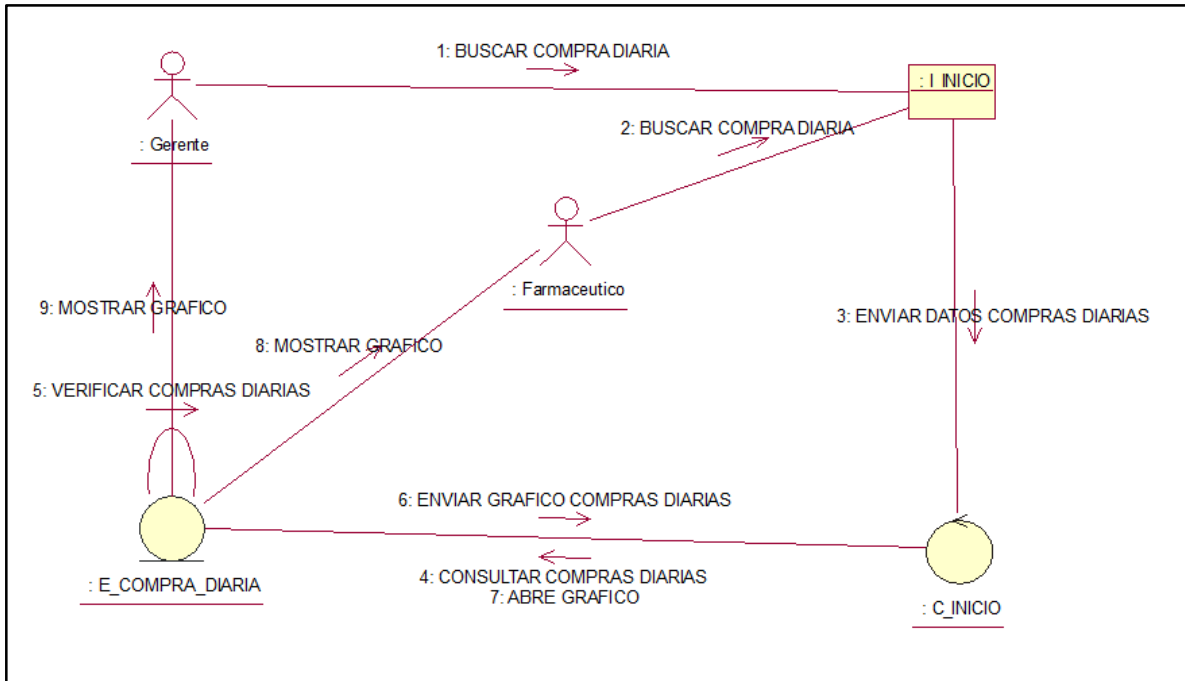 1: BUSCAR COMPRA DIARIA
: I_INICIO
2: BUSCAR COMPRA DIARIA
: Gerente
: Farmaceutico
9: MOSTRAR GRAFICO
3: ENVIAR DATOS COMPRAS DIARIAS
8: MOSTRAR GRAFICO
5: VERIFICAR COMPRAS DIARIAS
6: ENVIAR GRAFICO COMPRAS DIARIAS
4: CONSULTAR COMPRAS DIARIAS
7: ABRE GRAFICO
: E_COMPRA_DIARIA
: C_INICIO